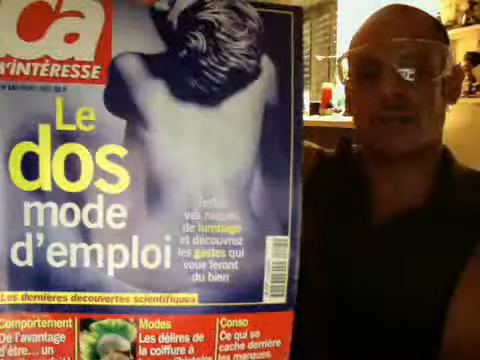 ça
m'intéresse
Le
dos
mode
d'emploi
vos risques
de lumbago
et découvrez
les gestes qui
vous feront
du bien
Les dernières découvertes scientifiques
Comportement
De l'avantage
d'être... un
Modes
Les délires de
la coiffure à
Conso
Ce qui se
cache derrière
les marques